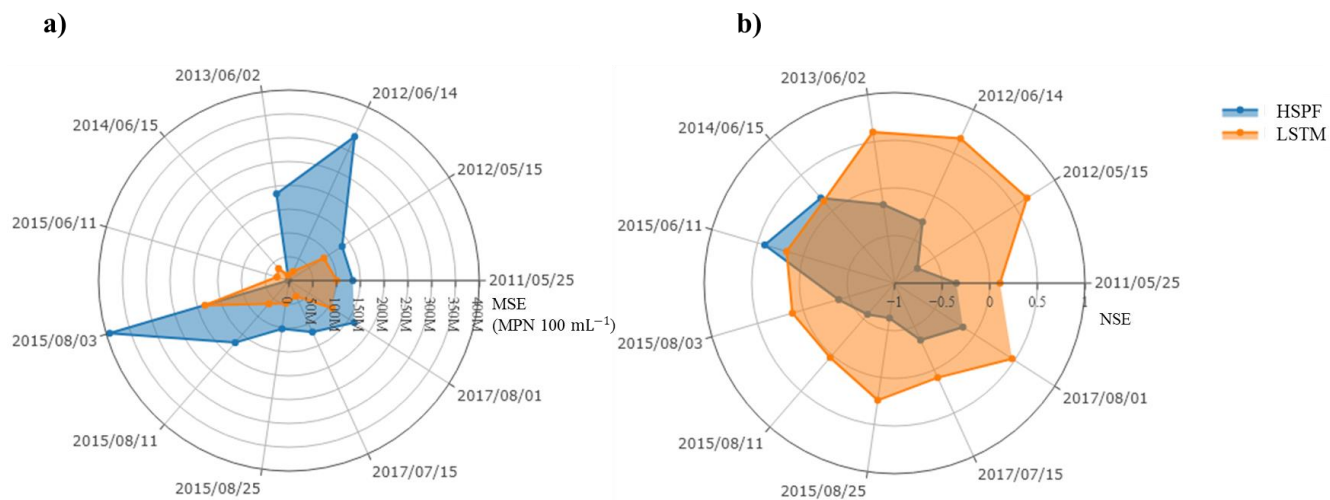 a)
2013/06/02
2012/06/14
2014/06/15
2012/05/15
2015/06/11
2011/05/25
0
50M
100M
150M
200M
250M
300M
350M
400M
MSE
(MPN 100 mL⁻¹)
2015/08/03
2017/08/01
2015/08/11
2017/07/15
2015/08/25
b)
2013/06/02
2012/06/14
2014/06/15
2012/05/15
2015/06/11
2011/05/25
−1
−0.5
0
0.5
1
NSE
2015/08/03
2017/08/01
2015/08/11
2017/07/15
2015/08/25
HSPF
LSTM